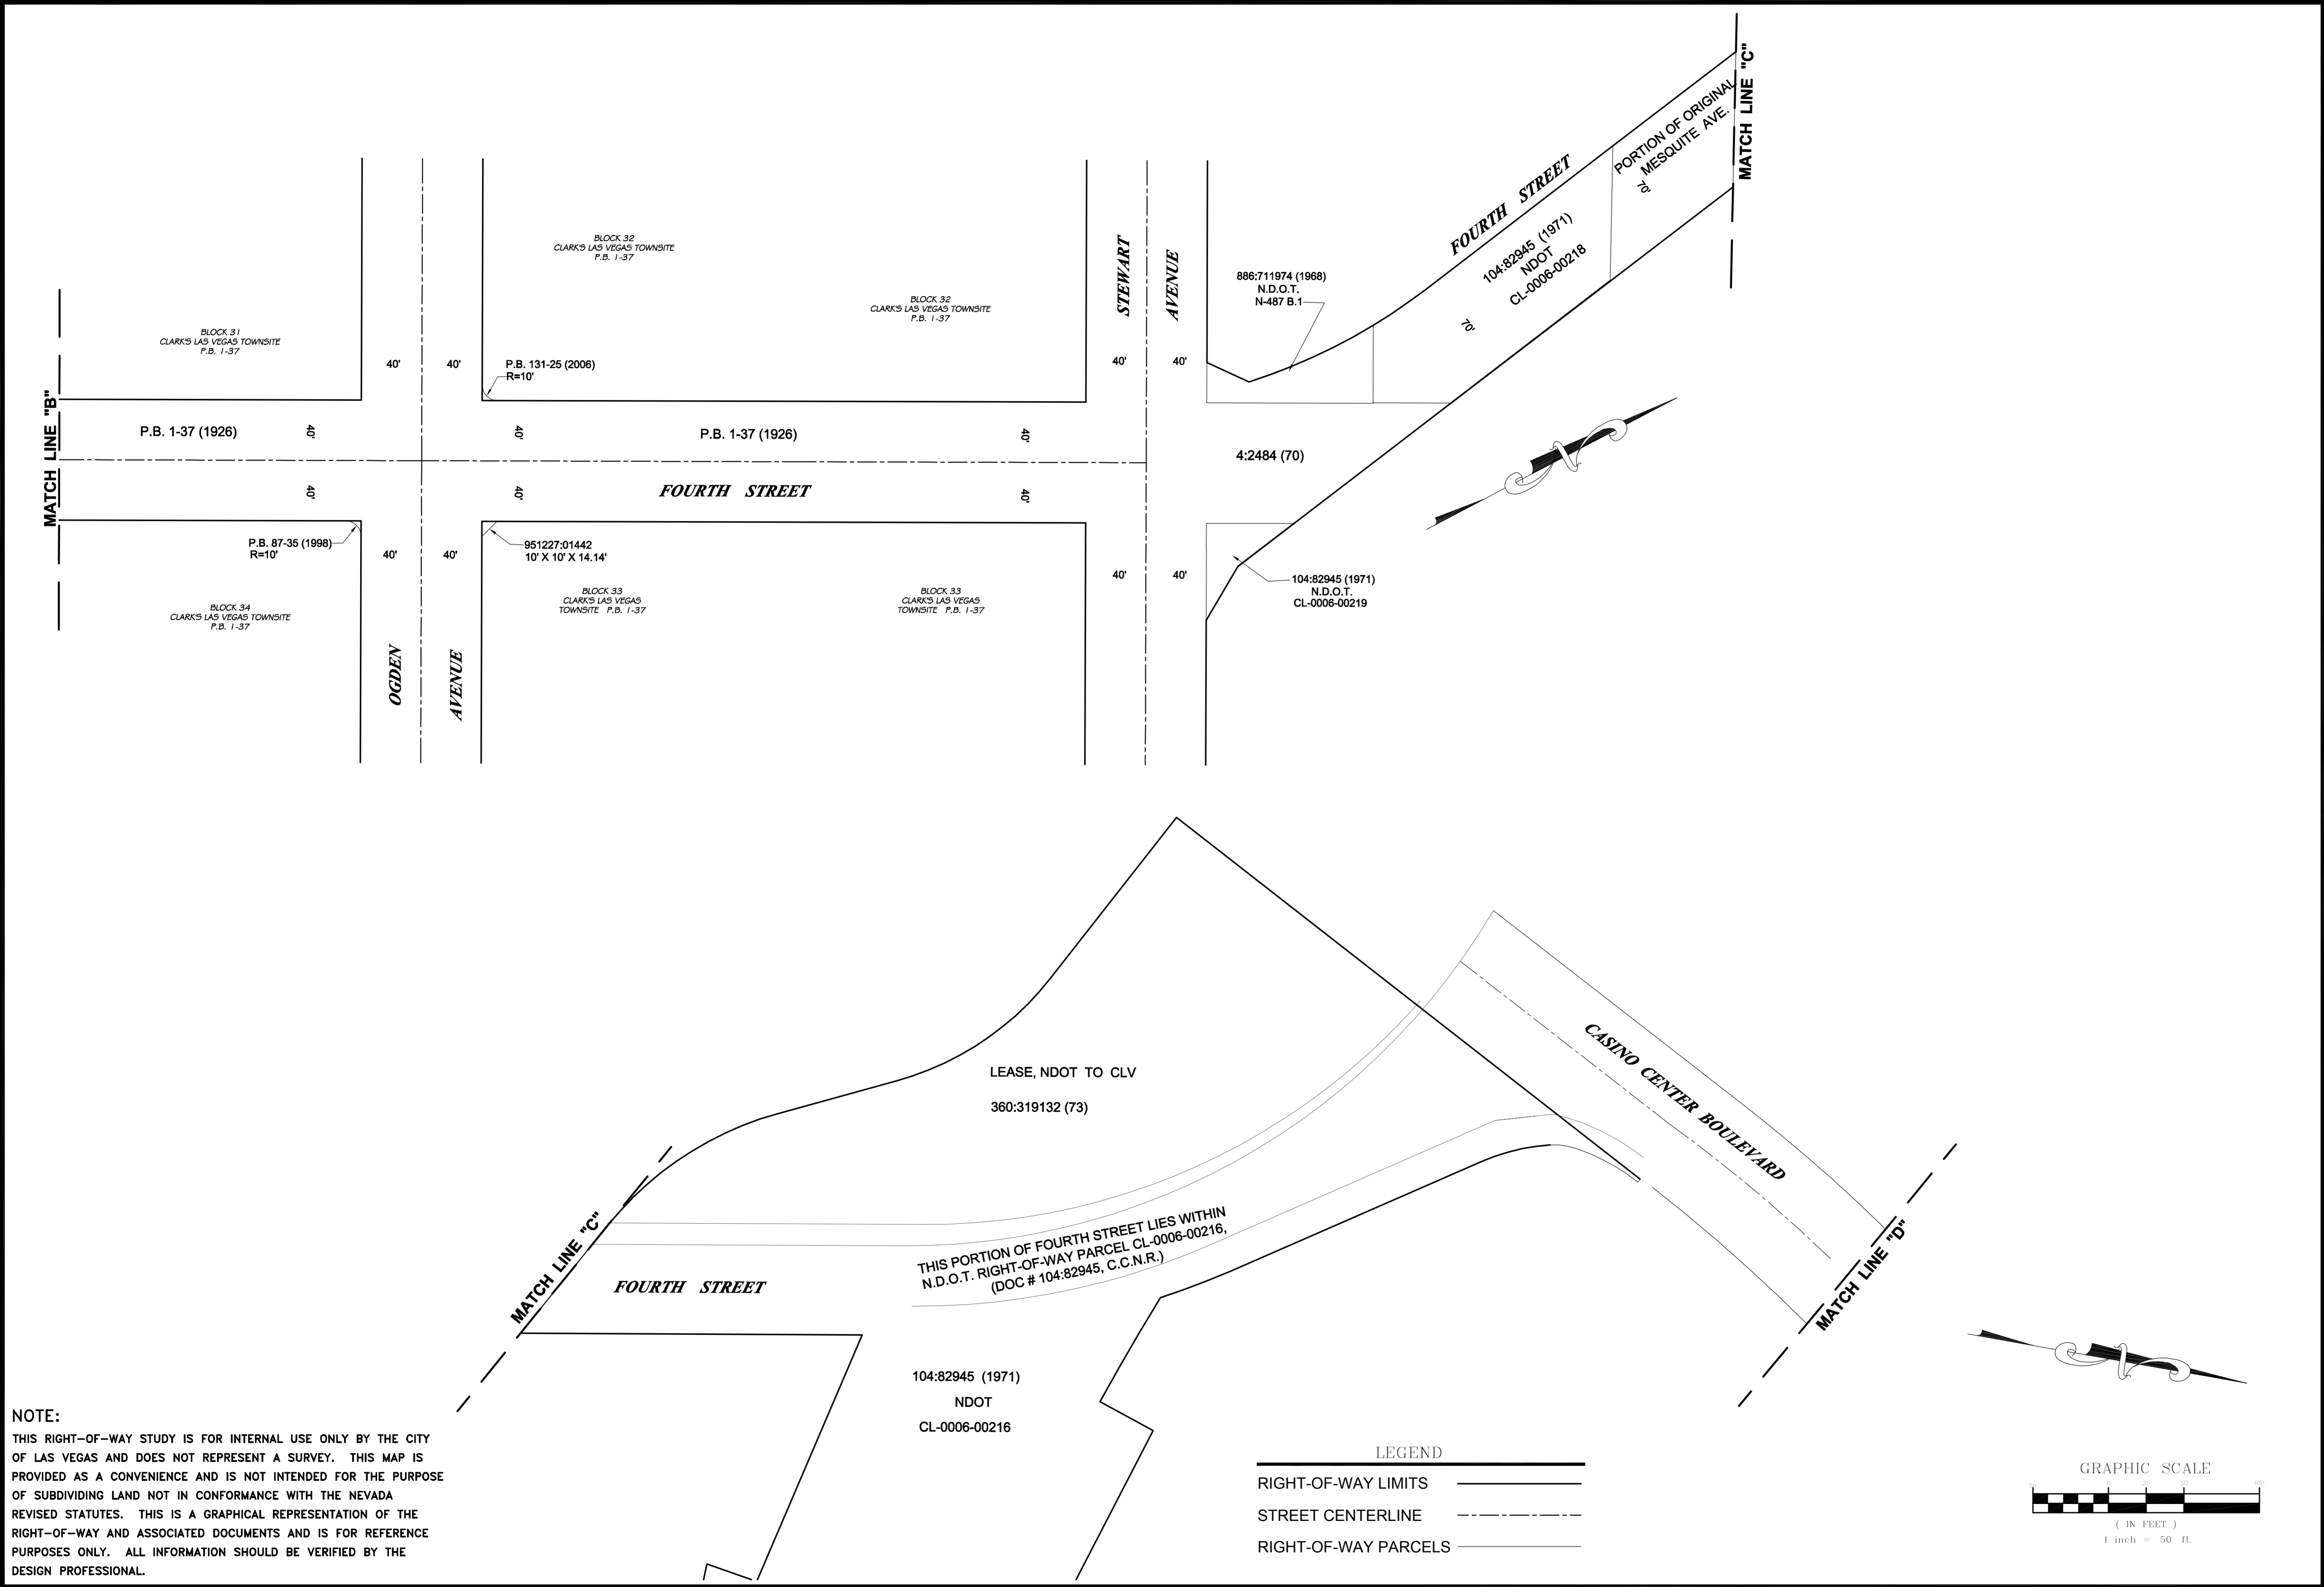 MATCH LINE "C"
PORTION OF ORIGINAL
MESQUITE AVE.
70'
FOURTH STREET
104:82945 (1971)
NDOT
CL-0006-00218
70'
BLOCK 32
CLARK'S LAS VEGAS TOWNSITE
P.B. 1-37
STEWART
AVENUE
886:711974 (1968)
N.D.O.T.
N-487 B.1
BLOCK 32
CLARK'S LAS VEGAS TOWNSITE
P.B. 1-37
BLOCK 31
CLARK'S LAS VEGAS TOWNSITE
P.B. 1-37
40'
40'
P.B. 131-25 (2006)
R=10'
40'
40'
MATCH LINE "B"
P.B. 1-37 (1926)
40'
40'
P.B. 1-37 (1926)
40'
4:2484 (70)
40'
40'
FOURTH STREET
40'
N
P.B. 87-35 (1998)
R=10'
40'
40'
951227:01442
10' X 10' X 14.14'
40'
40'
104:82945 (1971)
N.D.O.T.
CL-0006-00219
BLOCK 34
CLARK'S LAS VEGAS TOWNSITE
P.B. 1-37
BLOCK 33
CLARK'S LAS VEGAS
TOWNSITE P.B. 1-37
BLOCK 33
CLARK'S LAS VEGAS
TOWNSITE P.B. 1-37
OGDEN
AVENUE
LEASE, NDOT TO CLV
360:319132 (73)
CASINO CENTER BOULEVARD
MATCH LINE "C"
FOURTH STREET
THIS PORTION OF FOURTH STREET LIES WITHIN
N.D.O.T. RIGHT-OF-WAY PARCEL CL-0006-00216,
(DOC # 104:82945, C.C.N.R.)
MATCH LINE "D"
104:82945 (1971)
NDOT
CL-0006-00216
N
NOTE:
THIS RIGHT-OF-WAY STUDY IS FOR INTERNAL USE ONLY BY THE CITY
OF LAS VEGAS AND DOES NOT REPRESENT A SURVEY. THIS MAP IS
PROVIDED AS A CONVENIENCE AND IS NOT INTENDED FOR THE PURPOSE
OF SUBDIVIDING LAND NOT IN CONFORMANCE WITH THE NEVADA
REVISED STATUTES. THIS IS A GRAPHICAL REPRESENTATION OF THE
RIGHT-OF-WAY AND ASSOCIATED DOCUMENTS AND IS FOR REFERENCE
PURPOSES ONLY. ALL INFORMATION SHOULD BE VERIFIED BY THE
DESIGN PROFESSIONAL.
LEGEND
RIGHT-OF-WAY LIMITS
STREET CENTERLINE
RIGHT-OF-WAY PARCELS
GRAPHIC SCALE
50 0 25 50 100
( IN FEET )
1 inch = 50 ft.